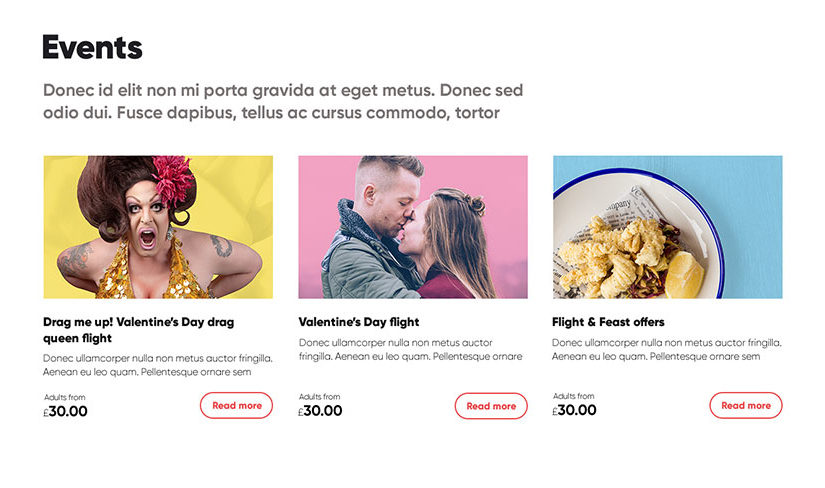 Events
Donec id elit non mi porta gravida at eget metus. Donec sed
odio dui. Fusce dapibus, tellus ac cursus commodo, tortor
Drag me up! Valentine's Day drag
queen flight
Donec ullamcorper nulla non metus auctor fringilla.
Aenean eu leo quam. Pellentesque ornare sem
Adults from
£30.00
Read more
Valentine's Day flight
Donec ullamcorper nulla non metus auctor
fringilla. Aenean eu leo quam. Pellentesque ornare
Adults from
£30.00
Read more
mpany
Flight & Feast offers
Donec ullamcorper nulla non metus auctor fringilla.
Aenean eu leo quam. Pellentesque ornare sem
Adults from
£30.00
Read more